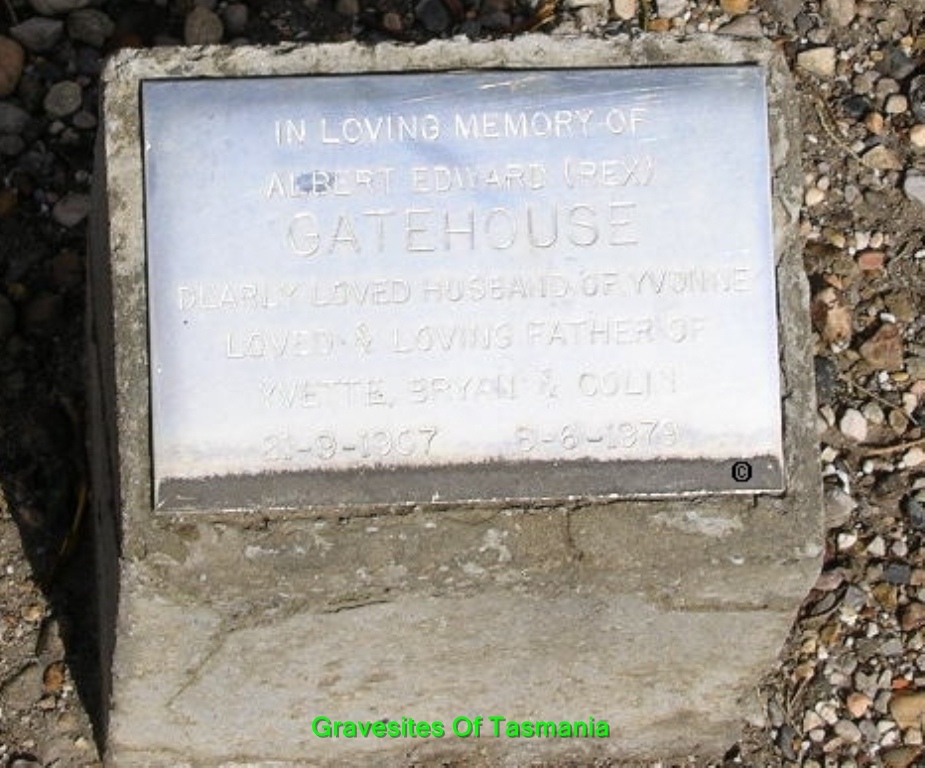 IN LOVING MEMORY OF
ALBERT EDWARD (REX)
GATEHOUSE
DEARLY LOVED HUSBAND OF YVONNE
LOVED & LOVING FATHER OF
YVETTE, BRYAN & COLIN
21-9-1907 8-6-1979
©
Gravesites Of Tasmania